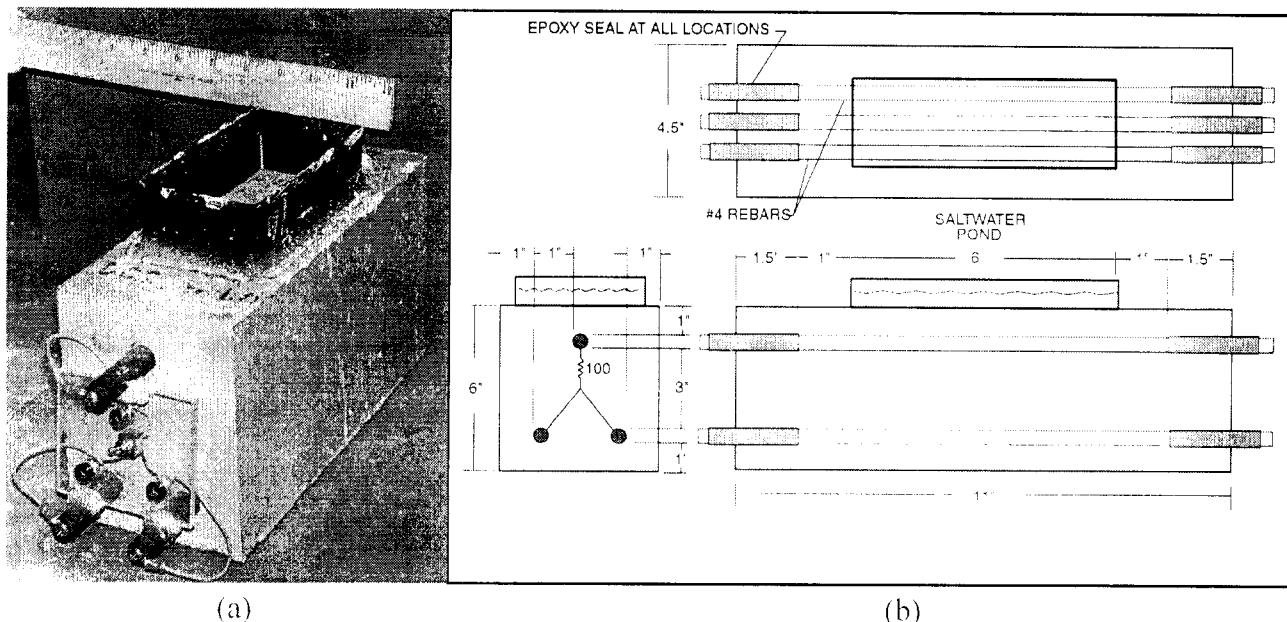 EPOXY SEAL AT ALL LOCATIONS
4.5"
#4 REBARS
SALTWATER
POND
1" 1" 1"
1.5' 1" 6 1" 1.5"
1"
100
6"
3"
1"
(a)
(b)